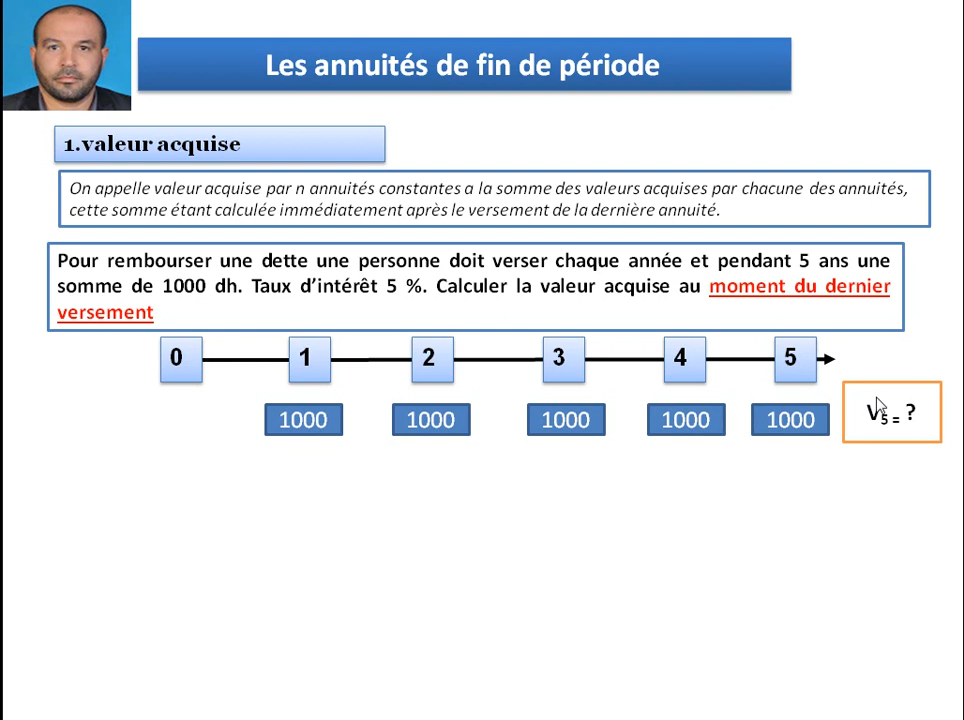 Les annuités de fin de période
1.valeur acquise
On appelle valeur acquise par n annuités constantes a la somme des valeurs acquises par chacune des annuités,
cette somme étant calculée immédiatement après le versement de la dernière annuité.
Pour rembourser une dette une personne doit verser chaque année et pendant 5 ans une
somme de 1000 dh. Taux d’intérêt 5 %. Calculer la valeur acquise au moment du dernier
versement
0 1 2 3 4 5
1000 1000 1000 1000 1000 V5 = ?